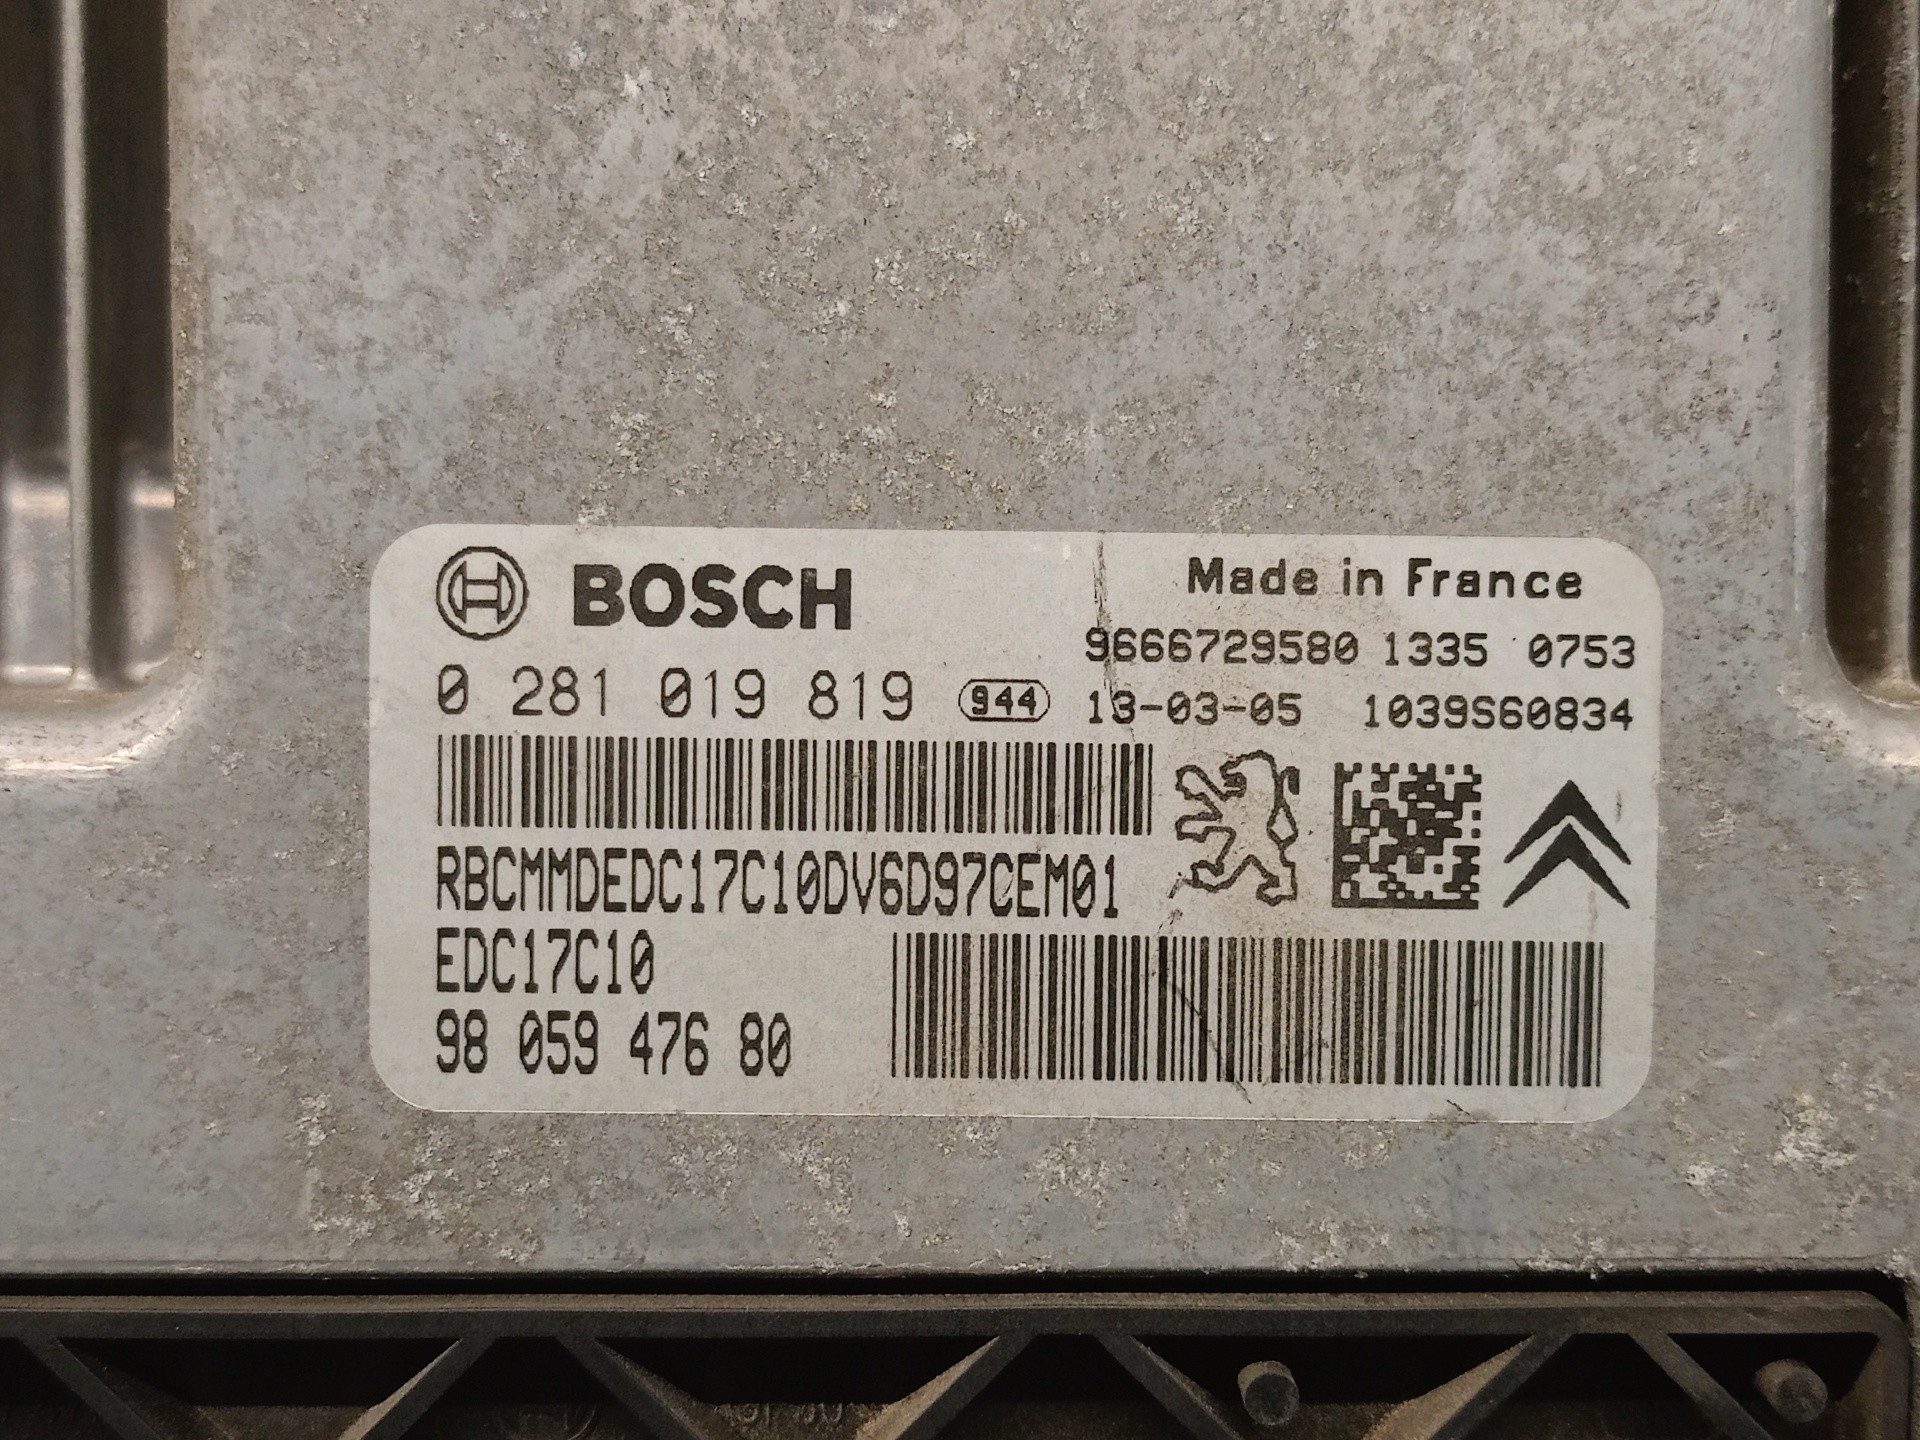 BOSCH
Made in France
9666729580 1335 0753
0 281 019 819 944 13-03-05 1039S60834
RBCMMDEDC17C10DV6D97CEM01
EDC17C10
98 059 476 80